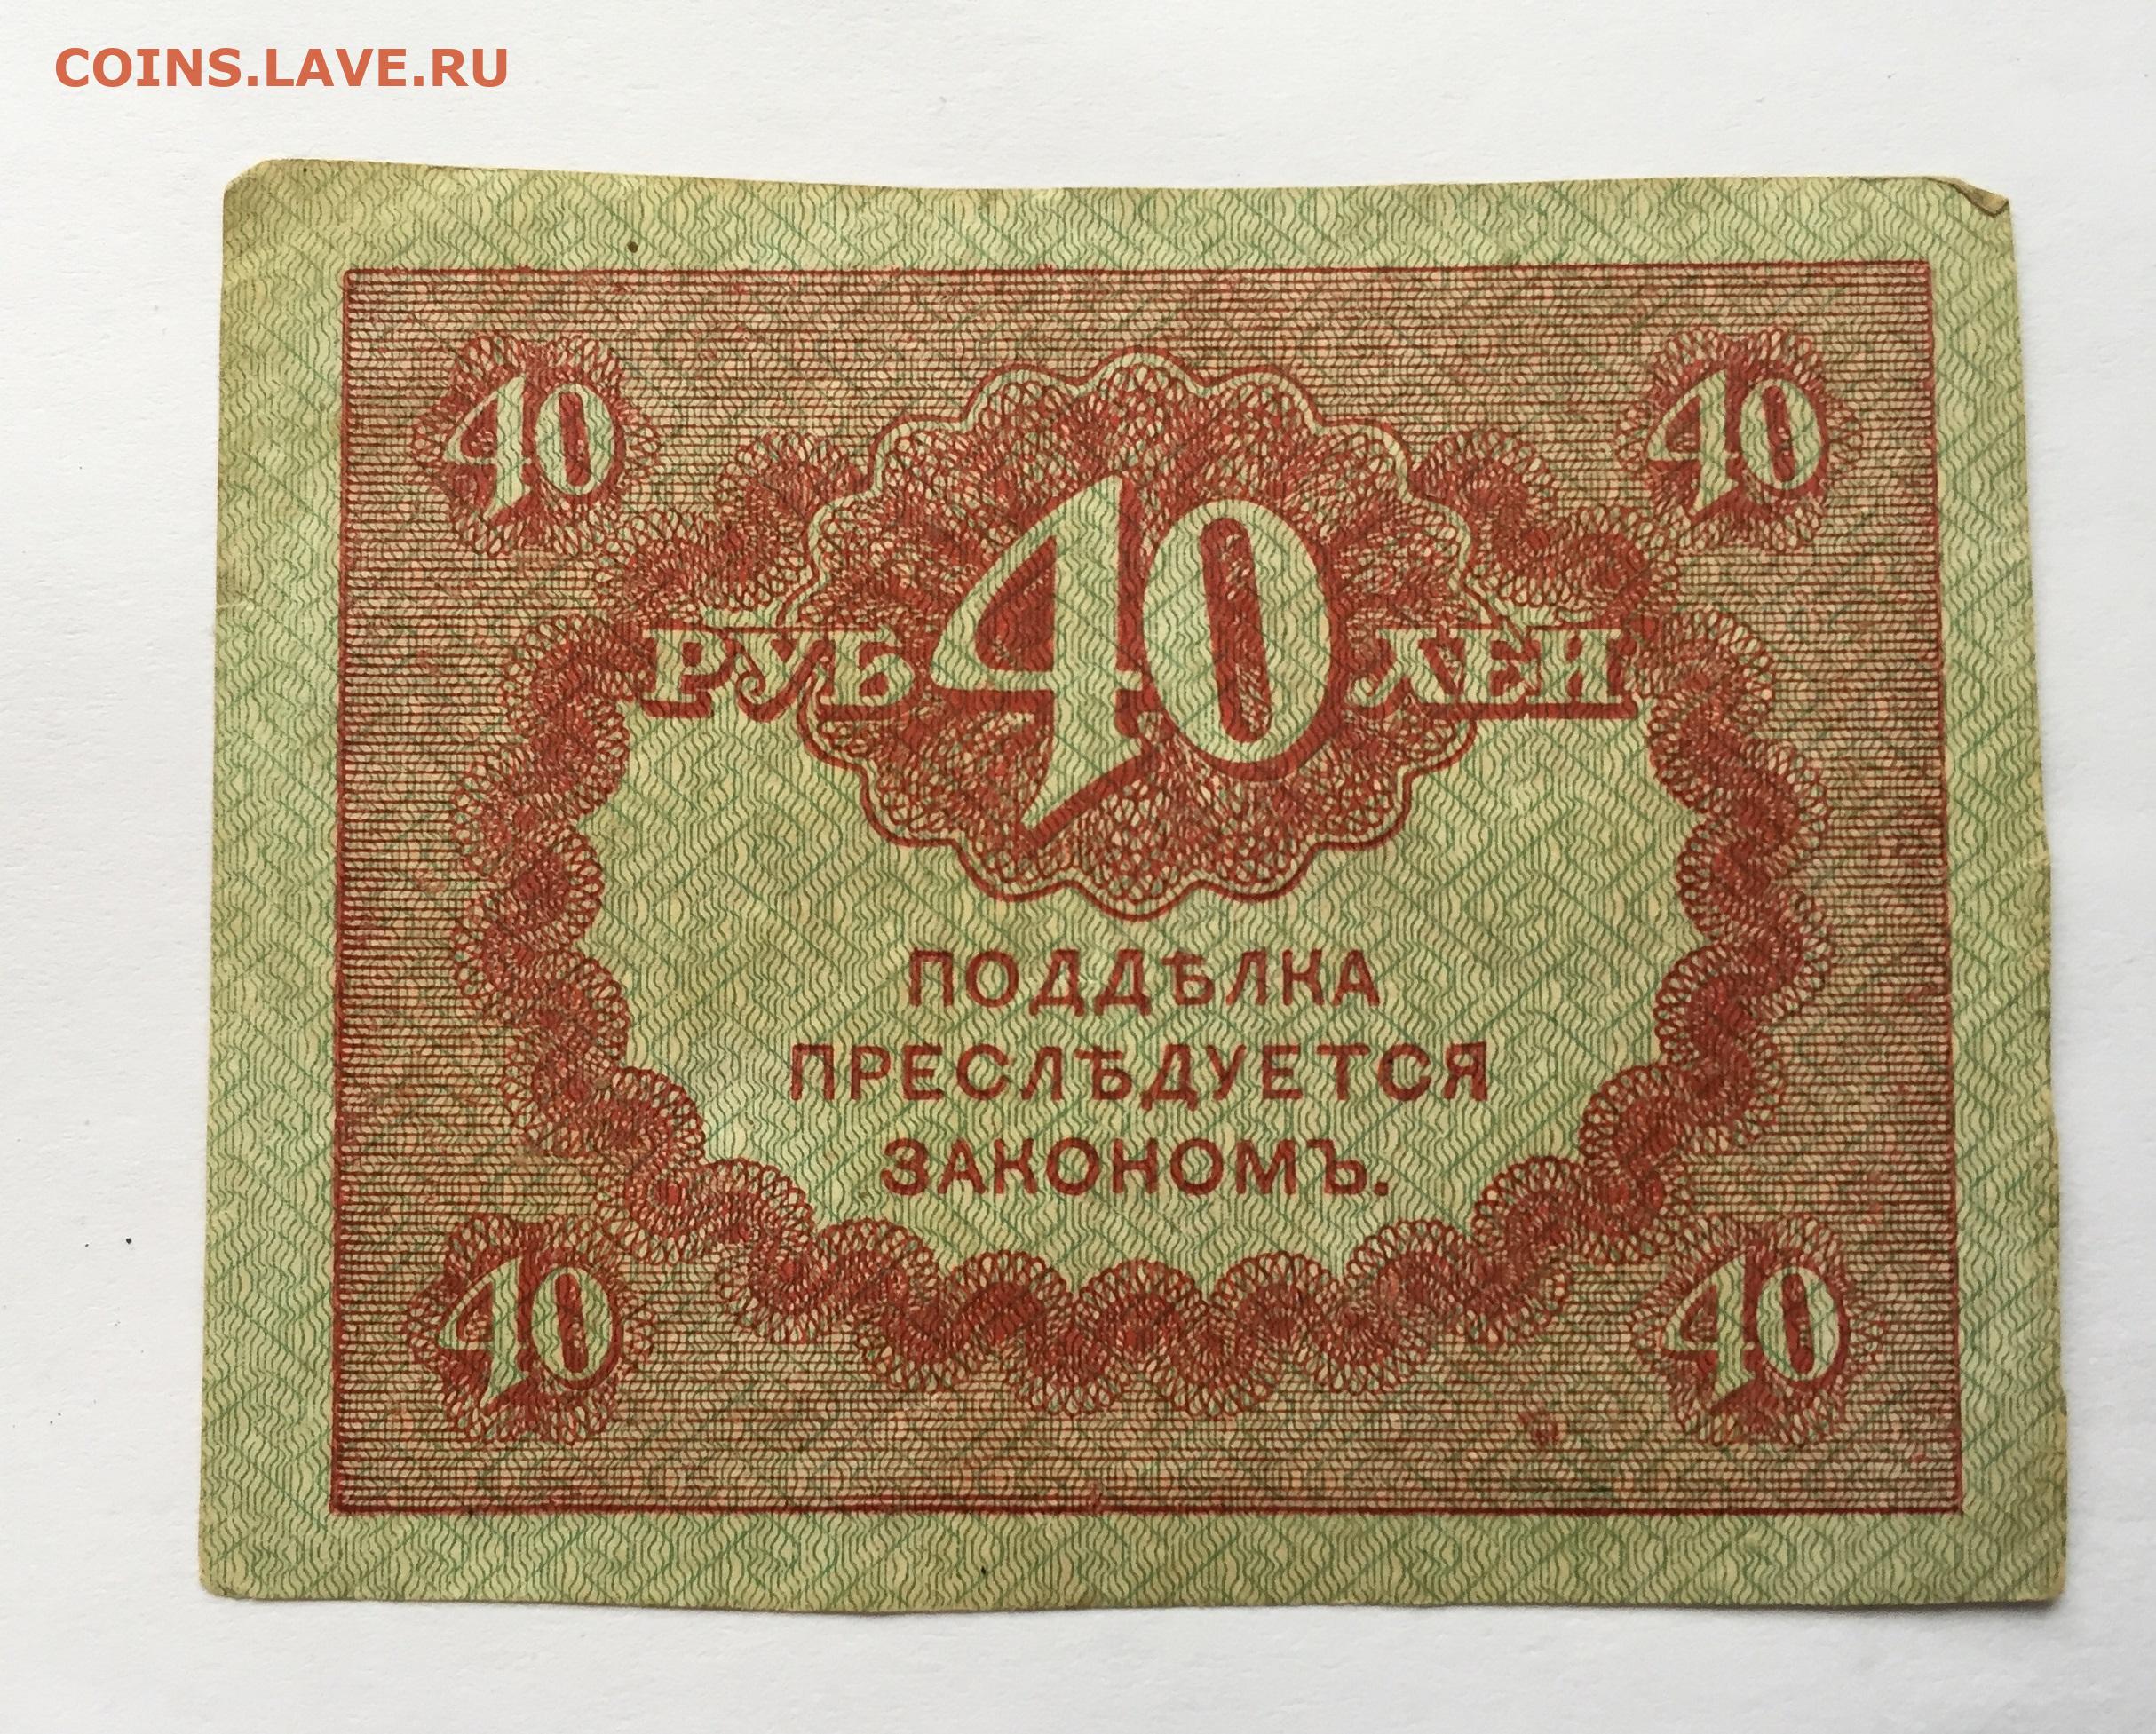 COINS.LAVE.RU
40 40
РУБ 40 ЛЕЙ
ПОДДѢЛКА
ПРЕСЛѢДУЕТСЯ
ЗАКОНОМЪ.
40 40